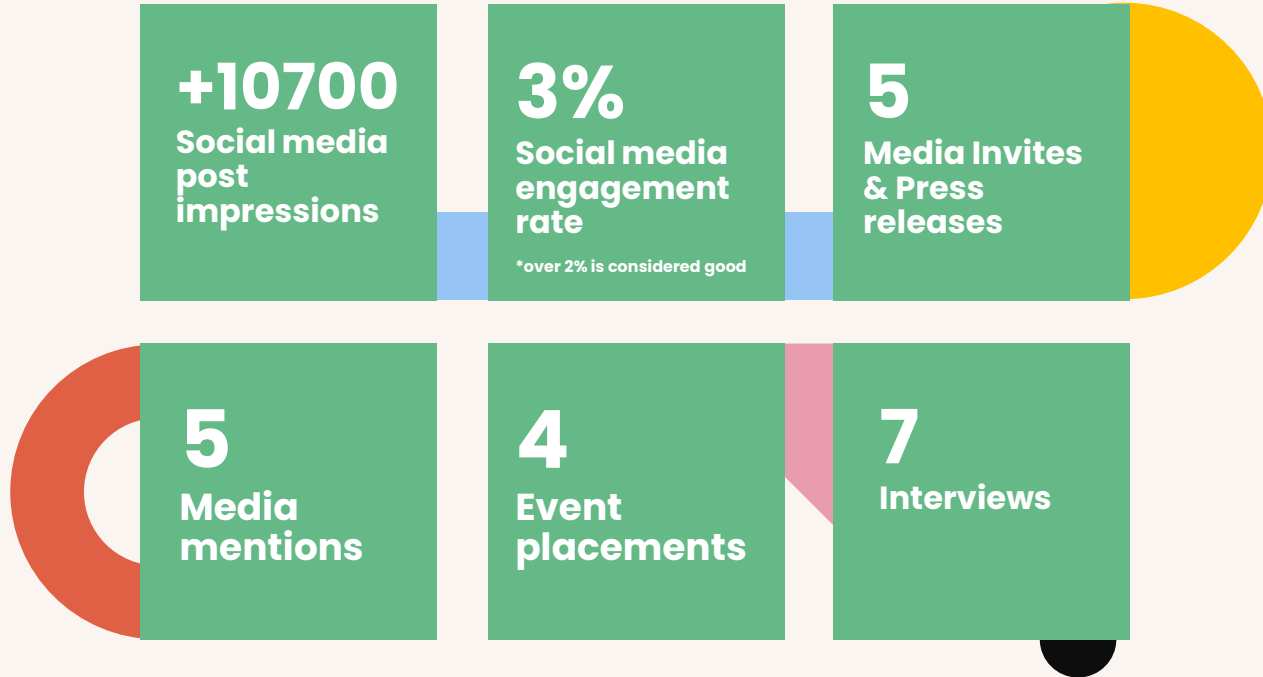 +10700
Social media
post
impressions
3%
Social media
engagement
rate
*over 2% is considered good
5
Media Invites
& Press
releases
5
Media
mentions
4
Event
placements
7
Interviews